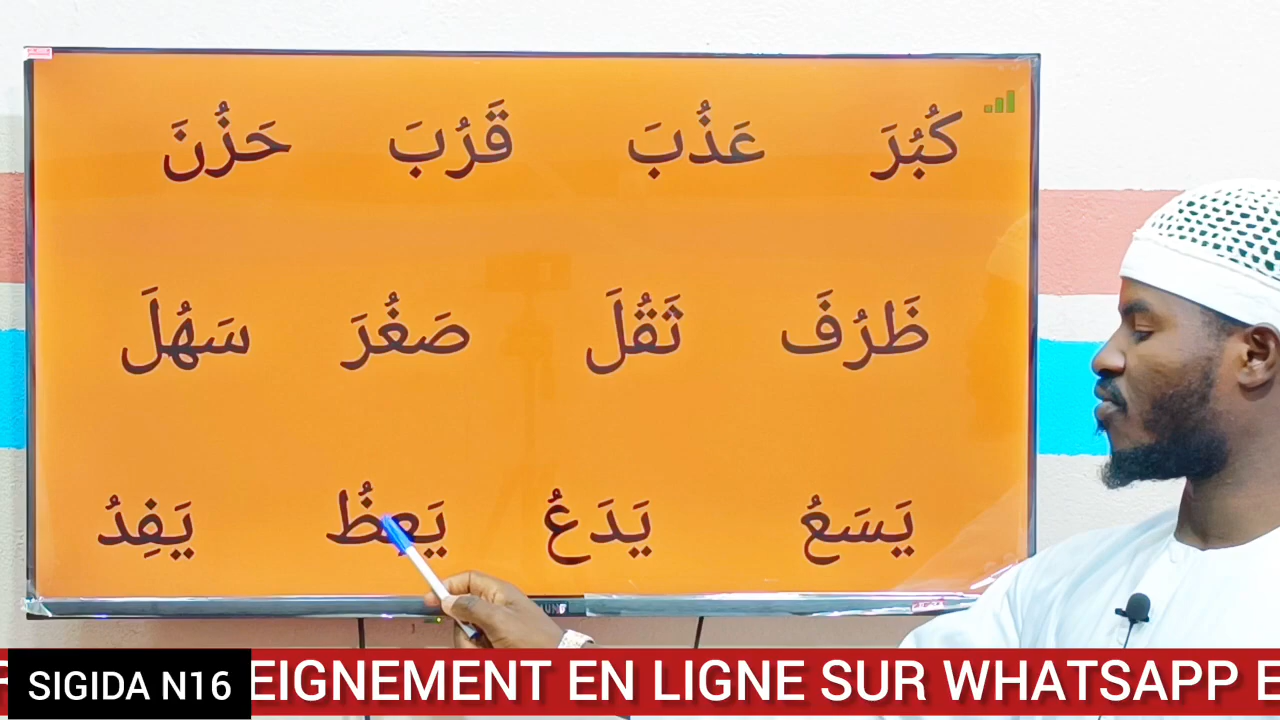 كَبُرَ عَذُبَ قَرُبَ حَزُنَ
ظَرُفَ ثَقُلَ صَغُرَ سَهُلَ
يَسَعُ يَدَعُ يَعِظُ يَفِدُ
SIGIDA N16 EIGNEMENT EN LIGNE SUR WHATSAPP E